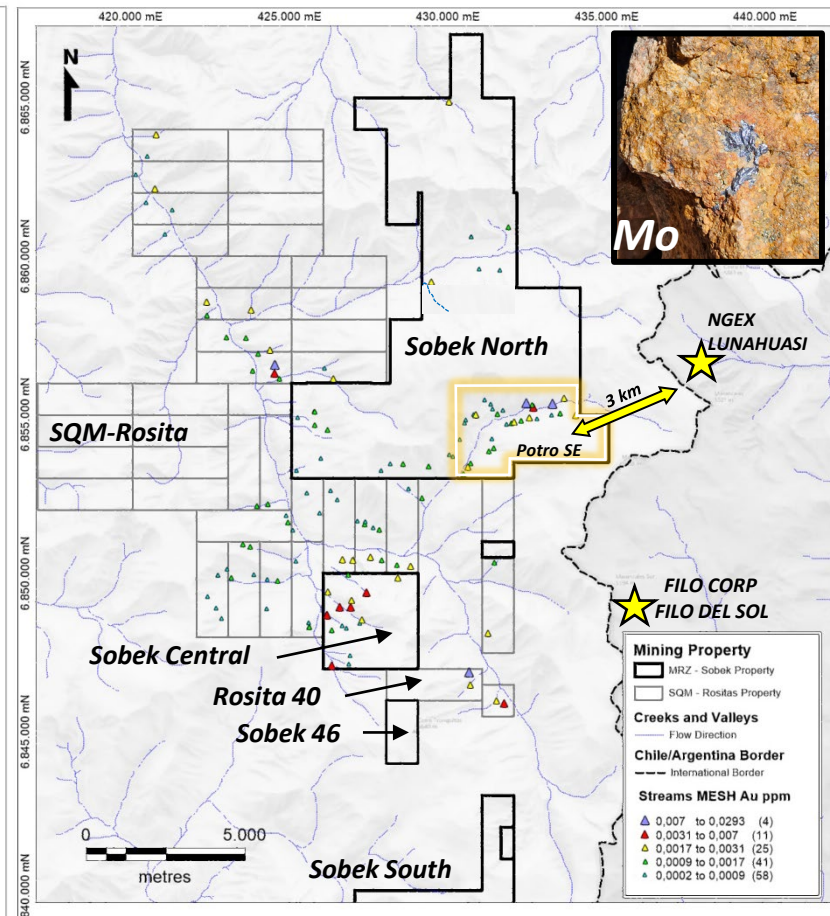 420.000 mE
425.000 mE
430.000 mE
435.000 mE
440.000 mE
N
6.865.000 mN
6.860.000 mN
6.855.000 mN
6.850.000 mN
6.845.000 mN
6.840.000 mN
Mo
Sobek North
NGEX
LUNAHUASI
3 km
SQM-Rosita
Potro SE
FILO CORP
FILO DEL SOL
Sobek Central
Rosita 40
Sobek 46
Sobek South
0
5.000
metres
Mining Property
MRZ - Sobek Property
SQM - Rositas Property
Creeks and Valleys
Flow Direction
Chile/Argentina Border
International Border
Streams MESH Au ppm
0,007 to 0,0293 (4)
0,0031 to 0,007 (11)
0,0017 to 0,0031 (25)
0,0009 to 0,0017 (41)
0,0002 to 0,0009 (58)